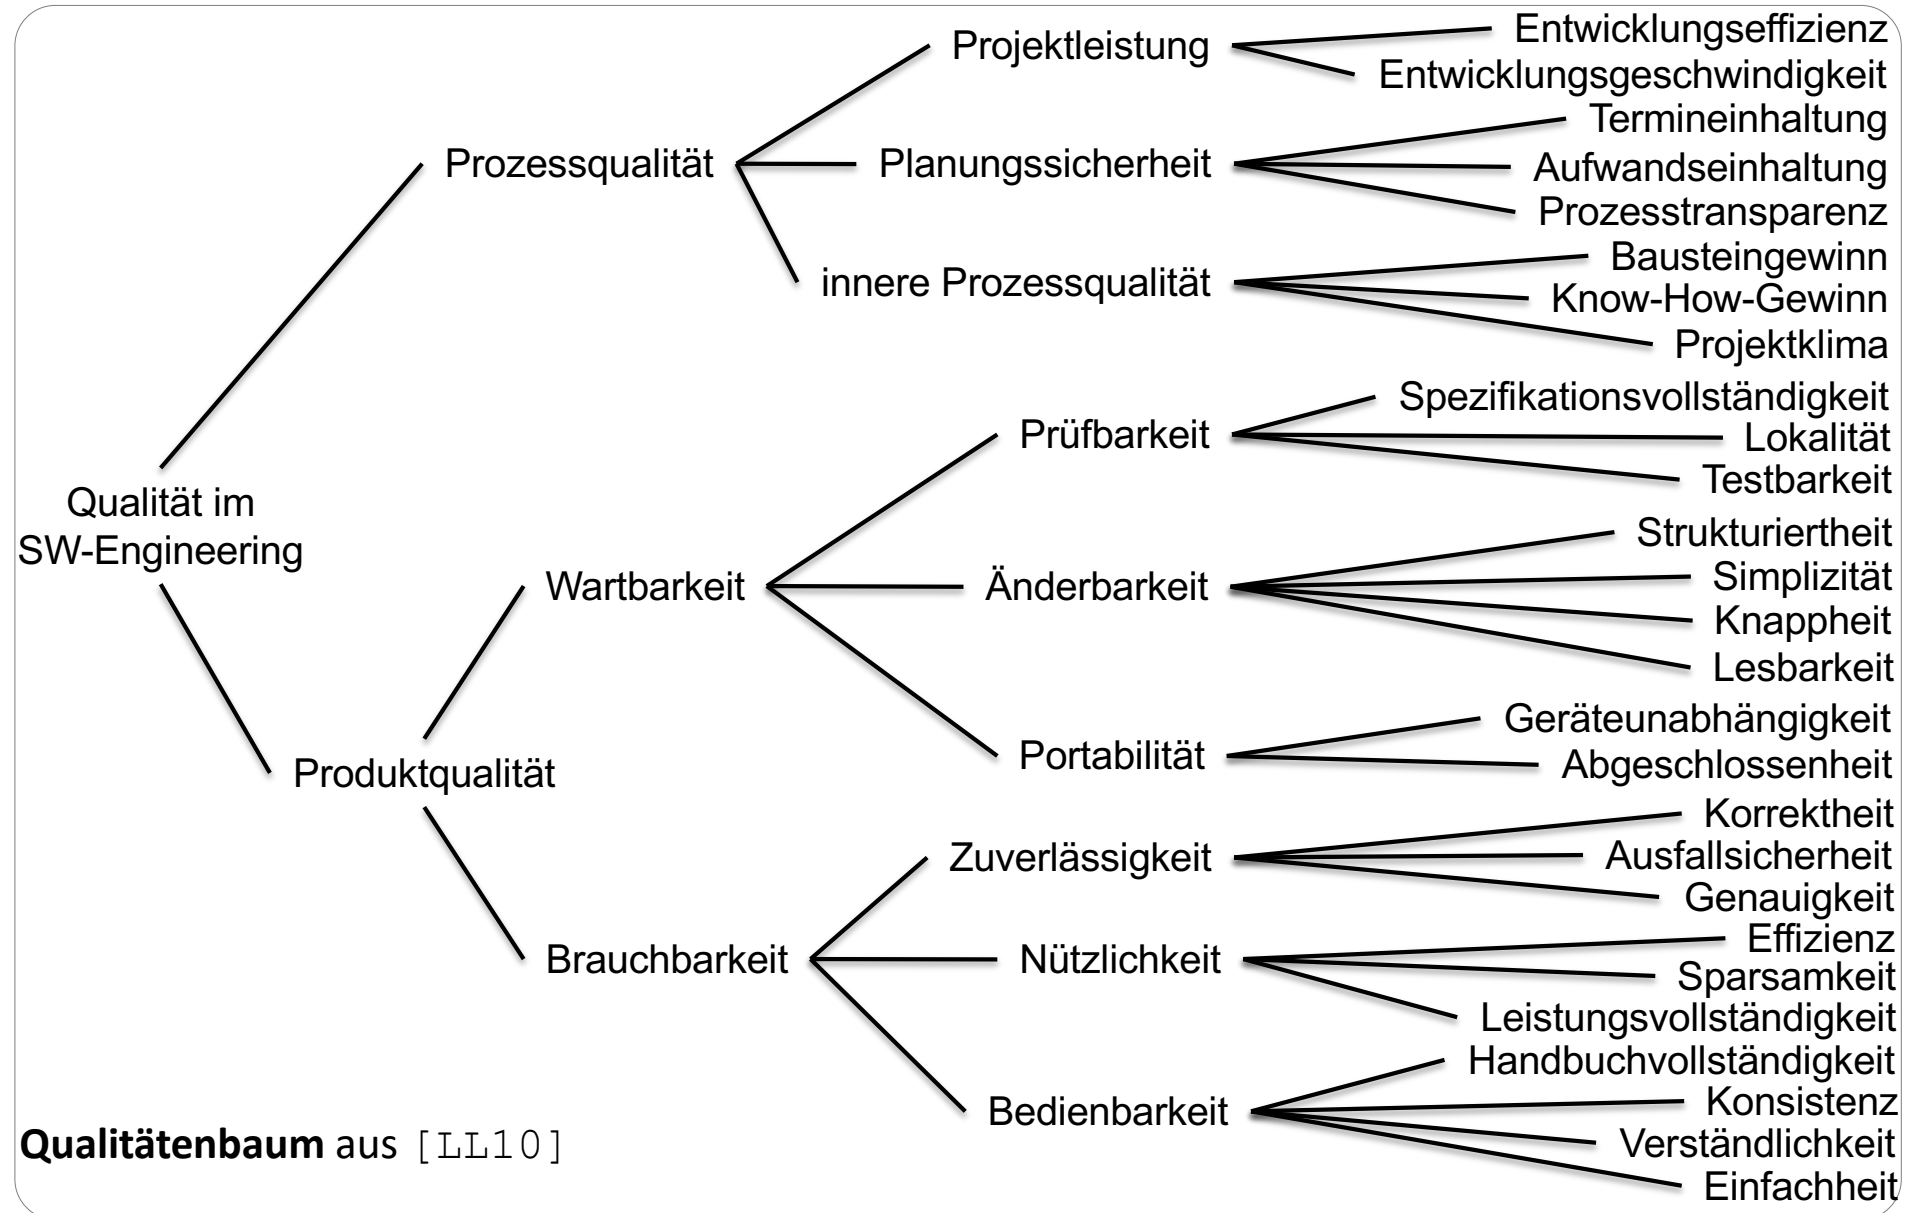 Entwicklungseffizienz
Projektleistung
Entwicklungsgeschwindigkeit
Termineinhaltung
Prozessqualität
Planungssicherheit
Aufwandseinhaltung
Prozesstransparenz
Bausteingewinn
innere Prozessqualität
Know-How-Gewinn
Projektklima
Spezifikationsvollständigkeit
Prüfbarkeit
Lokalität
Testbarkeit
Qualität im
SW-Engineering
Strukturiertheit
Wartbarkeit
Änderbarkeit
Simplizität
Knappheit
Lesbarkeit
Geräteunabhängigkeit
Portabilität
Abgeschlossenheit
Produktqualität
Korrektheit
Zuverlässigkeit
Ausfallsicherheit
Genauigkeit
Effizienz
Brauchbarkeit
Nützlichkeit
Sparsamkeit
Leistungsvollständigkeit
Handbuchvollständigkeit
Bedienbarkeit
Konsistenz
Verständlichkeit
Einfachheit
Qualitätenbaum aus [LL10]